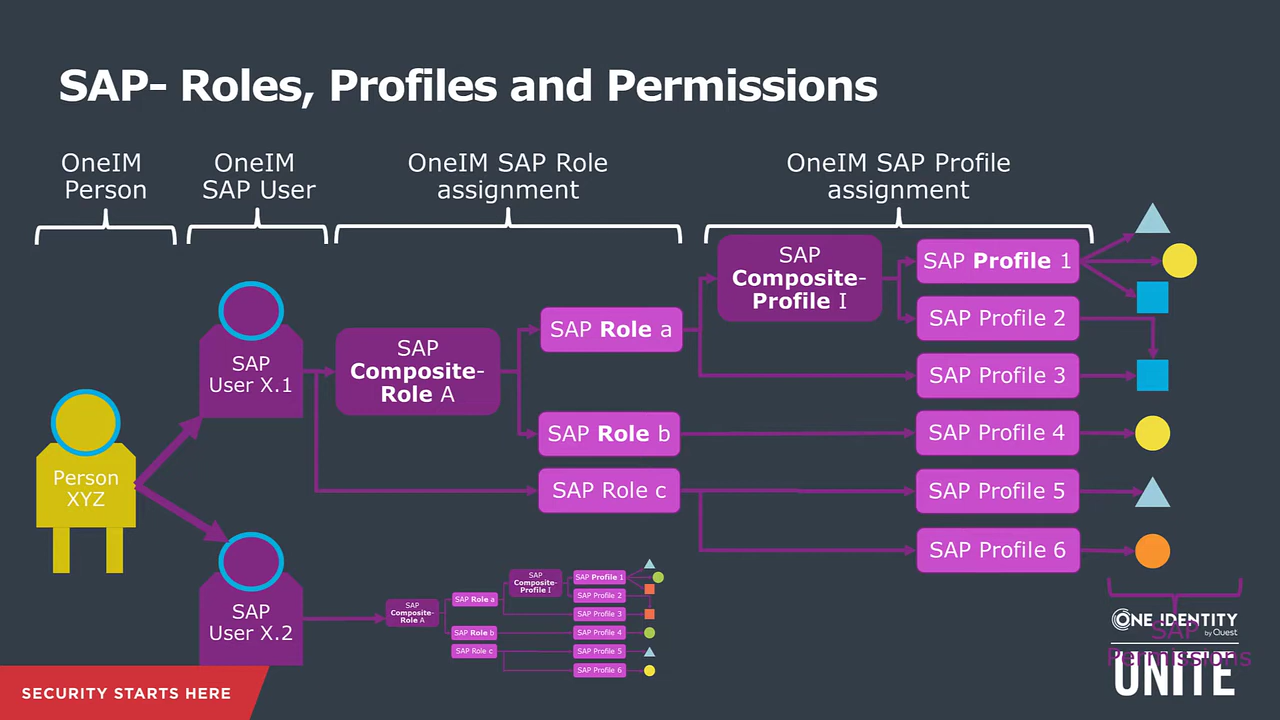 SAP- Roles, Profiles and Permissions
OneIM
Person
OneIM
SAP User
OneIM SAP Role
assignment
OneIM SAP Profile
assignment
SAP
Composite-
Profile I
SAP Profile 1
SAP Profile 2
SAP Profile 3
SAP Profile 4
SAP Profile 5
SAP Profile 6
SAP Role a
SAP Role b
SAP Role c
SAP
Composite-
Role A
SAP
User X.1
Person
XYZ
SAP
User X.2
SAP
Composite-
Role A
SAP Role a
SAP Role b
SAP Role c
SAP
Composite-
Profile I
SAP Profile 1
SAP Profile 2
SAP Profile 3
SAP Profile 4
SAP Profile 5
SAP Profile 6
SAP
Permissions
ONE IDENTITY
by Quest
UNITE
SECURITY STARTS HERE